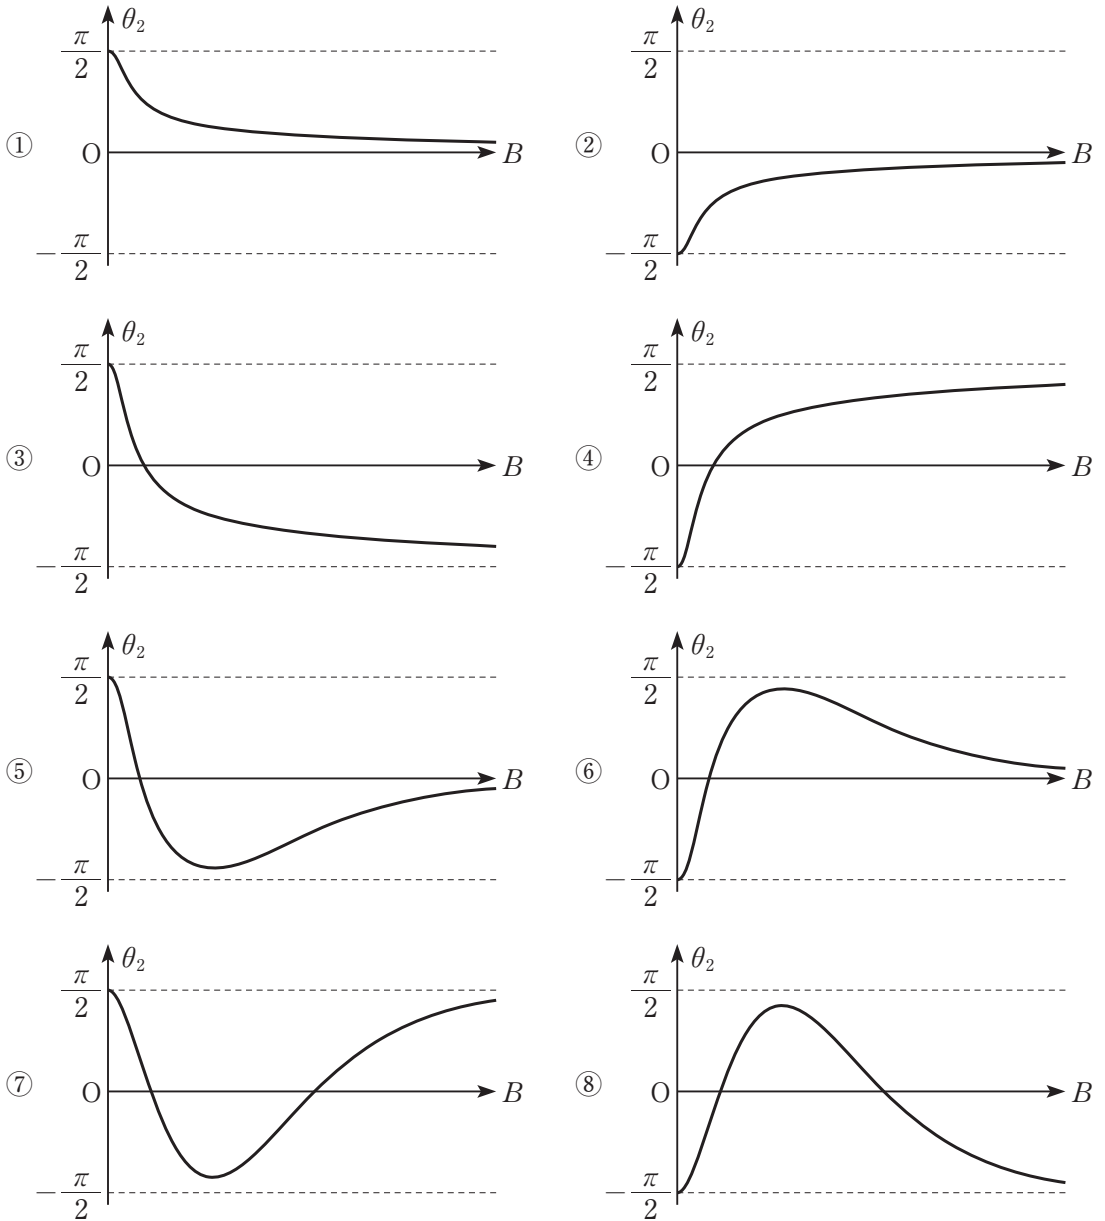 ① θ₂ π/2 O B −π/2
② θ₂ π/2 O B −π/2
③ θ₂ π/2 O B −π/2
④ θ₂ π/2 O B −π/2
⑤ θ₂ π/2 O B −π/2
⑥ θ₂ π/2 O B −π/2
⑦ θ₂ π/2 O B −π/2
⑧ θ₂ π/2 O B −π/2